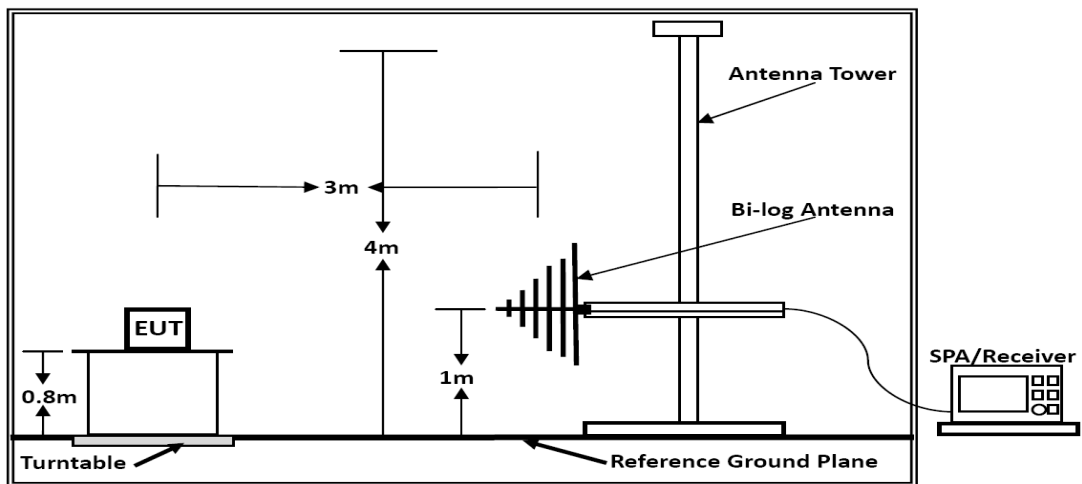 Antenna Tower
3m
Bi-log Antenna
4m
EUT
SPA/Receiver
1m
0.8m
Turntable
Reference Ground Plane